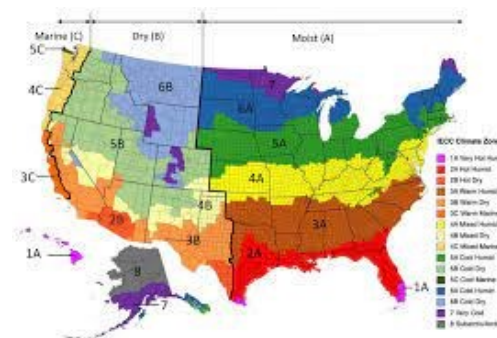 Marine (C) Dry (B) Moist (A)
5C
4C
6B
7
6A
5B
5A
3C
4A
4B
2B
3B
3A
2A
1A
1A
8
7
IECC Climate Zone
1A Very Hot Hu
2A Hot Humid
2B Hot Dry
3A Warm Humid
3B Warm Dry
3C Warm Marine
4A Mixed Humid
4B Mixed Dry
4C Mixed Marine
5A Cool Humid
5B Cool Dry
5C Cool Marine
6A Cold Humid
6B Cold Dry
7 Very Cold
8 Subarctic/Arcti